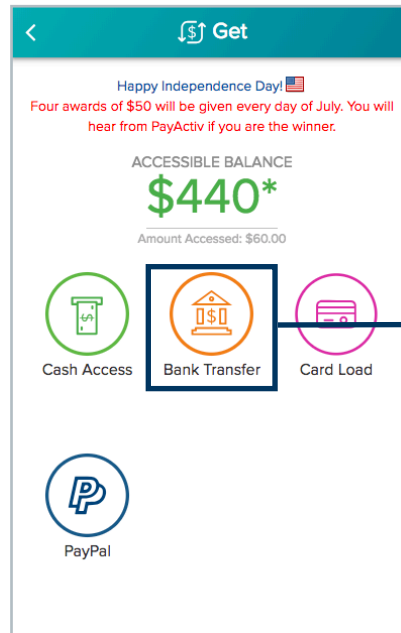 Get
Happy Independence Day! 🇺🇸
Four awards of $50 will be given every day of July. You will
hear from PayActiv if you are the winner.
ACCESSIBLE BALANCE
$440*
Amount Accessed: $60.00
Cash Access Bank Transfer Card Load
PayPal